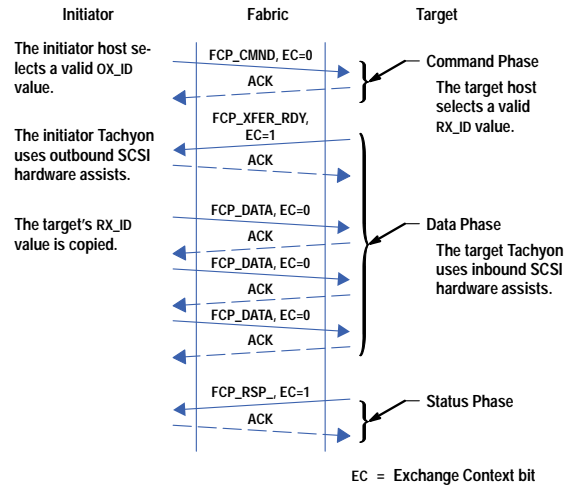 Initiator
Fabric
Target
The initiator host se-
lects a valid OX_ID
value.
FCP_CMND, EC=0
ACK
Command Phase
The target host
selects a valid
RX_ID value.
The initiator Tachyon
uses outbound SCSI
hardware assists.
FCP_XFER_RDY,
EC=1
ACK
The target's RX_ID
value is copied.
FCP_DATA, EC=0
ACK
FCP_DATA, EC=0
ACK
FCP_DATA, EC=0
ACK
Data Phase
The target Tachyon
uses inbound SCSI
hardware assists.
FCP_RSP_, EC=1
ACK
Status Phase
EC = Exchange Context bit